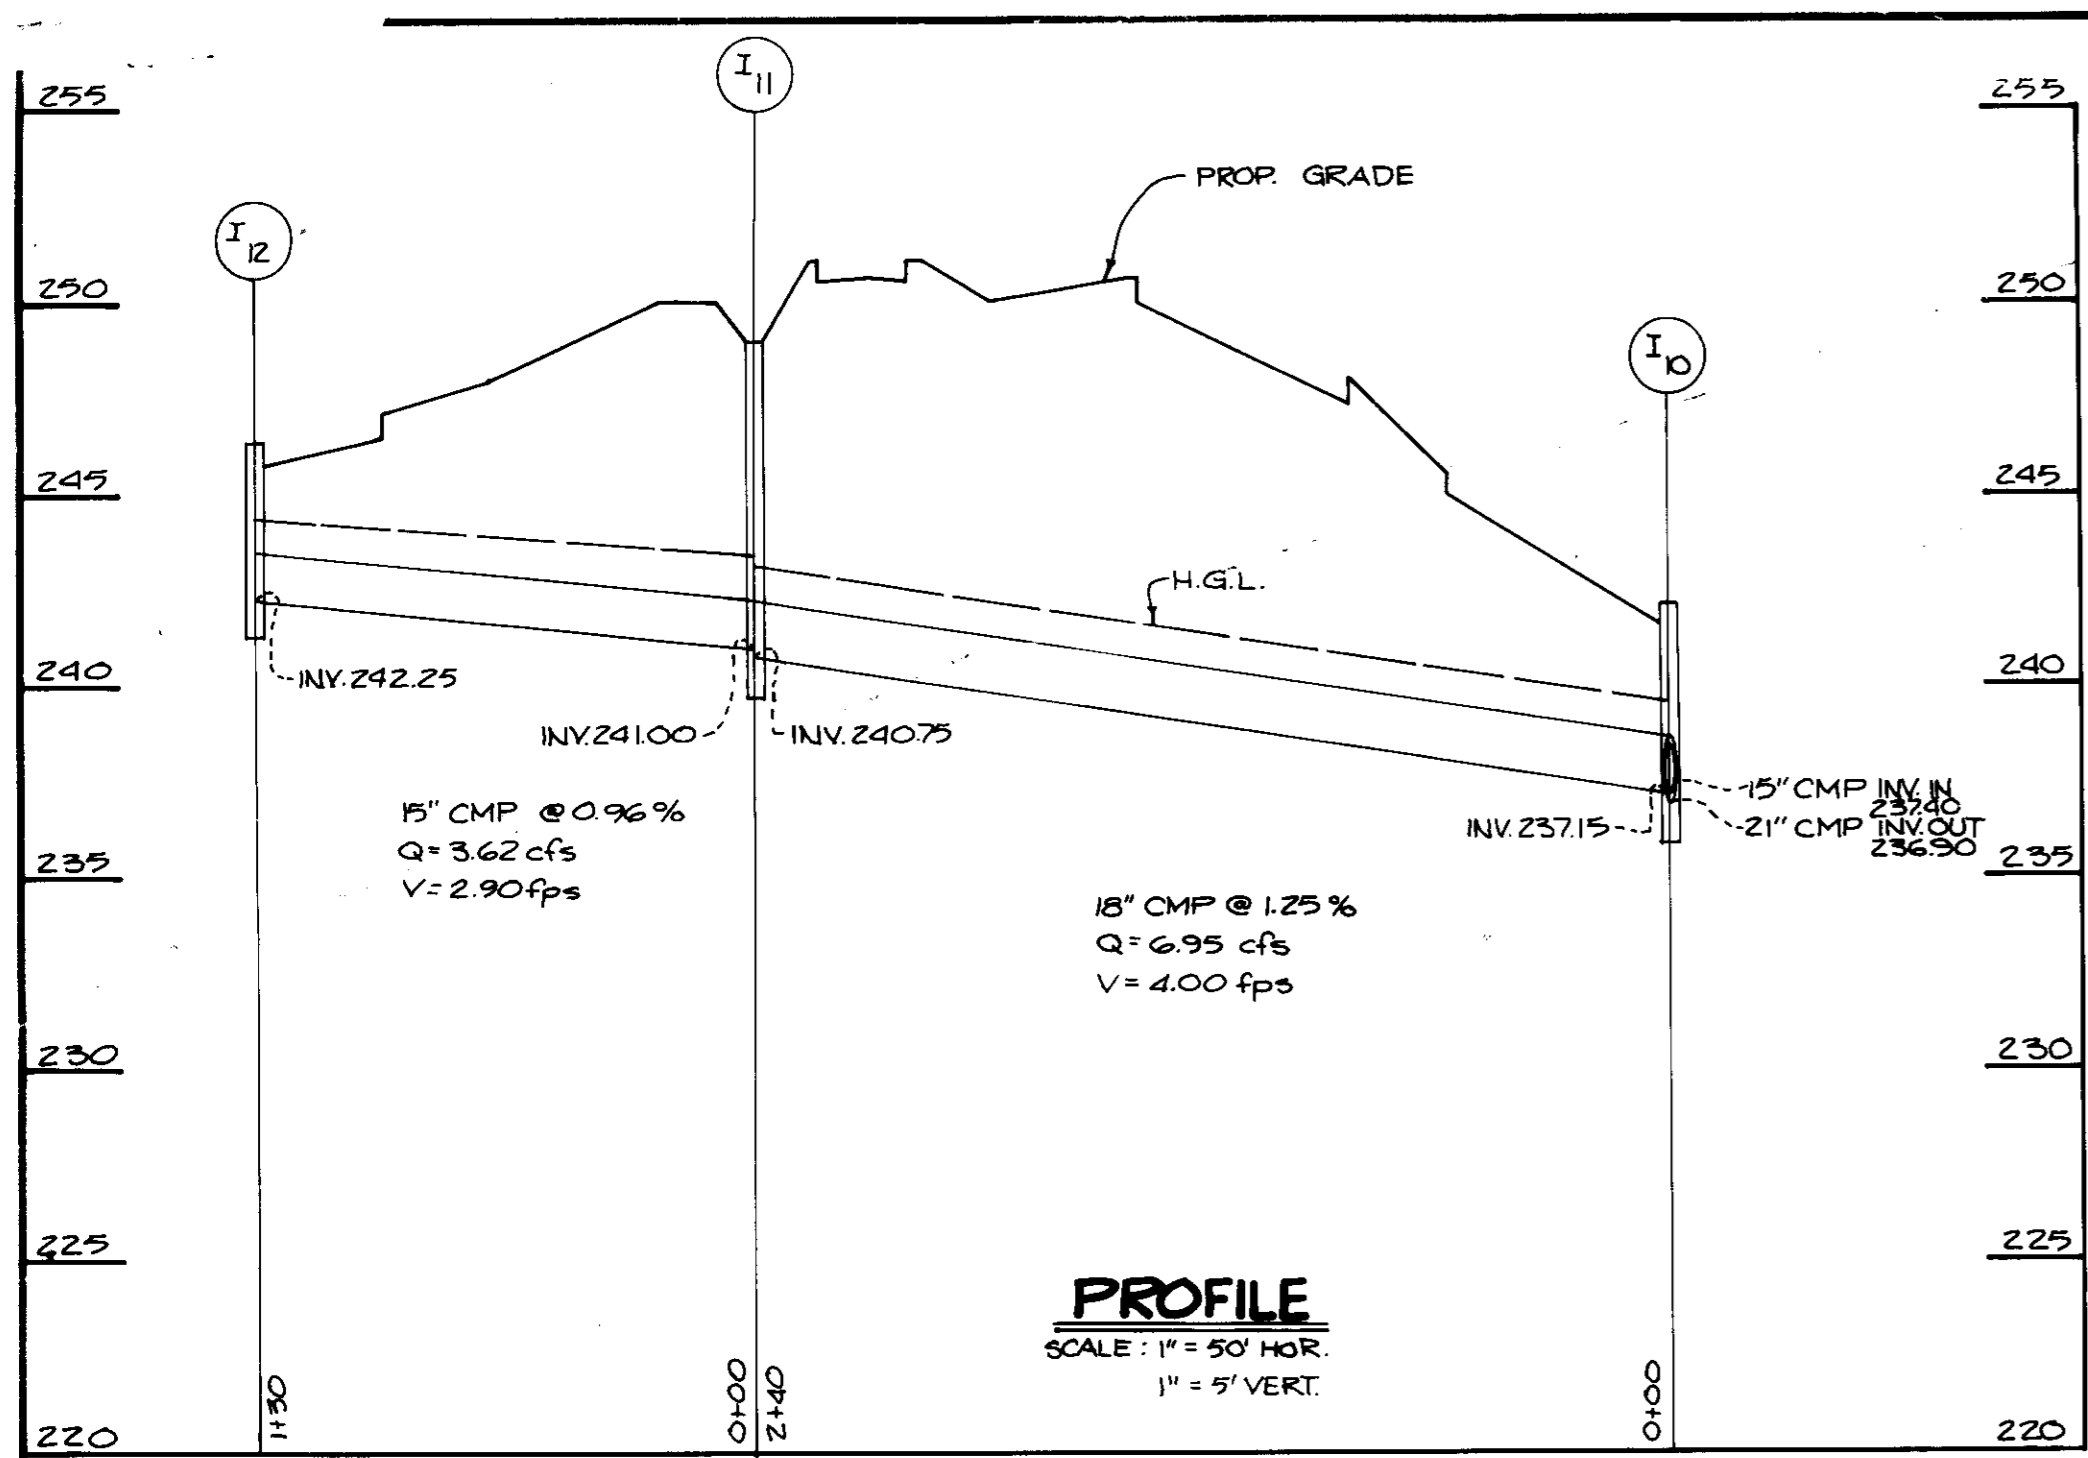 I11
255
255
PROP. GRADE
I12
250
250
I10
245
245
H.G.L.
240
240
INV. 242.25
INV. 241.00
INV. 240.75
15" CMP @ 0.96 %
Q = 3.62 cfs
V = 2.90 fps
15" CMP INV. IN
237.40
INV. 237.15
21" CMP INV. OUT
236.90
235
235
18" CMP @ 1.25 %
Q = 6.95 cfs
V = 4.00 fps
230
230
225
225
PROFILE
SCALE : 1" = 50' HOR.
1" = 5' VERT.
1+30
0+00
2+40
0+00
220
220